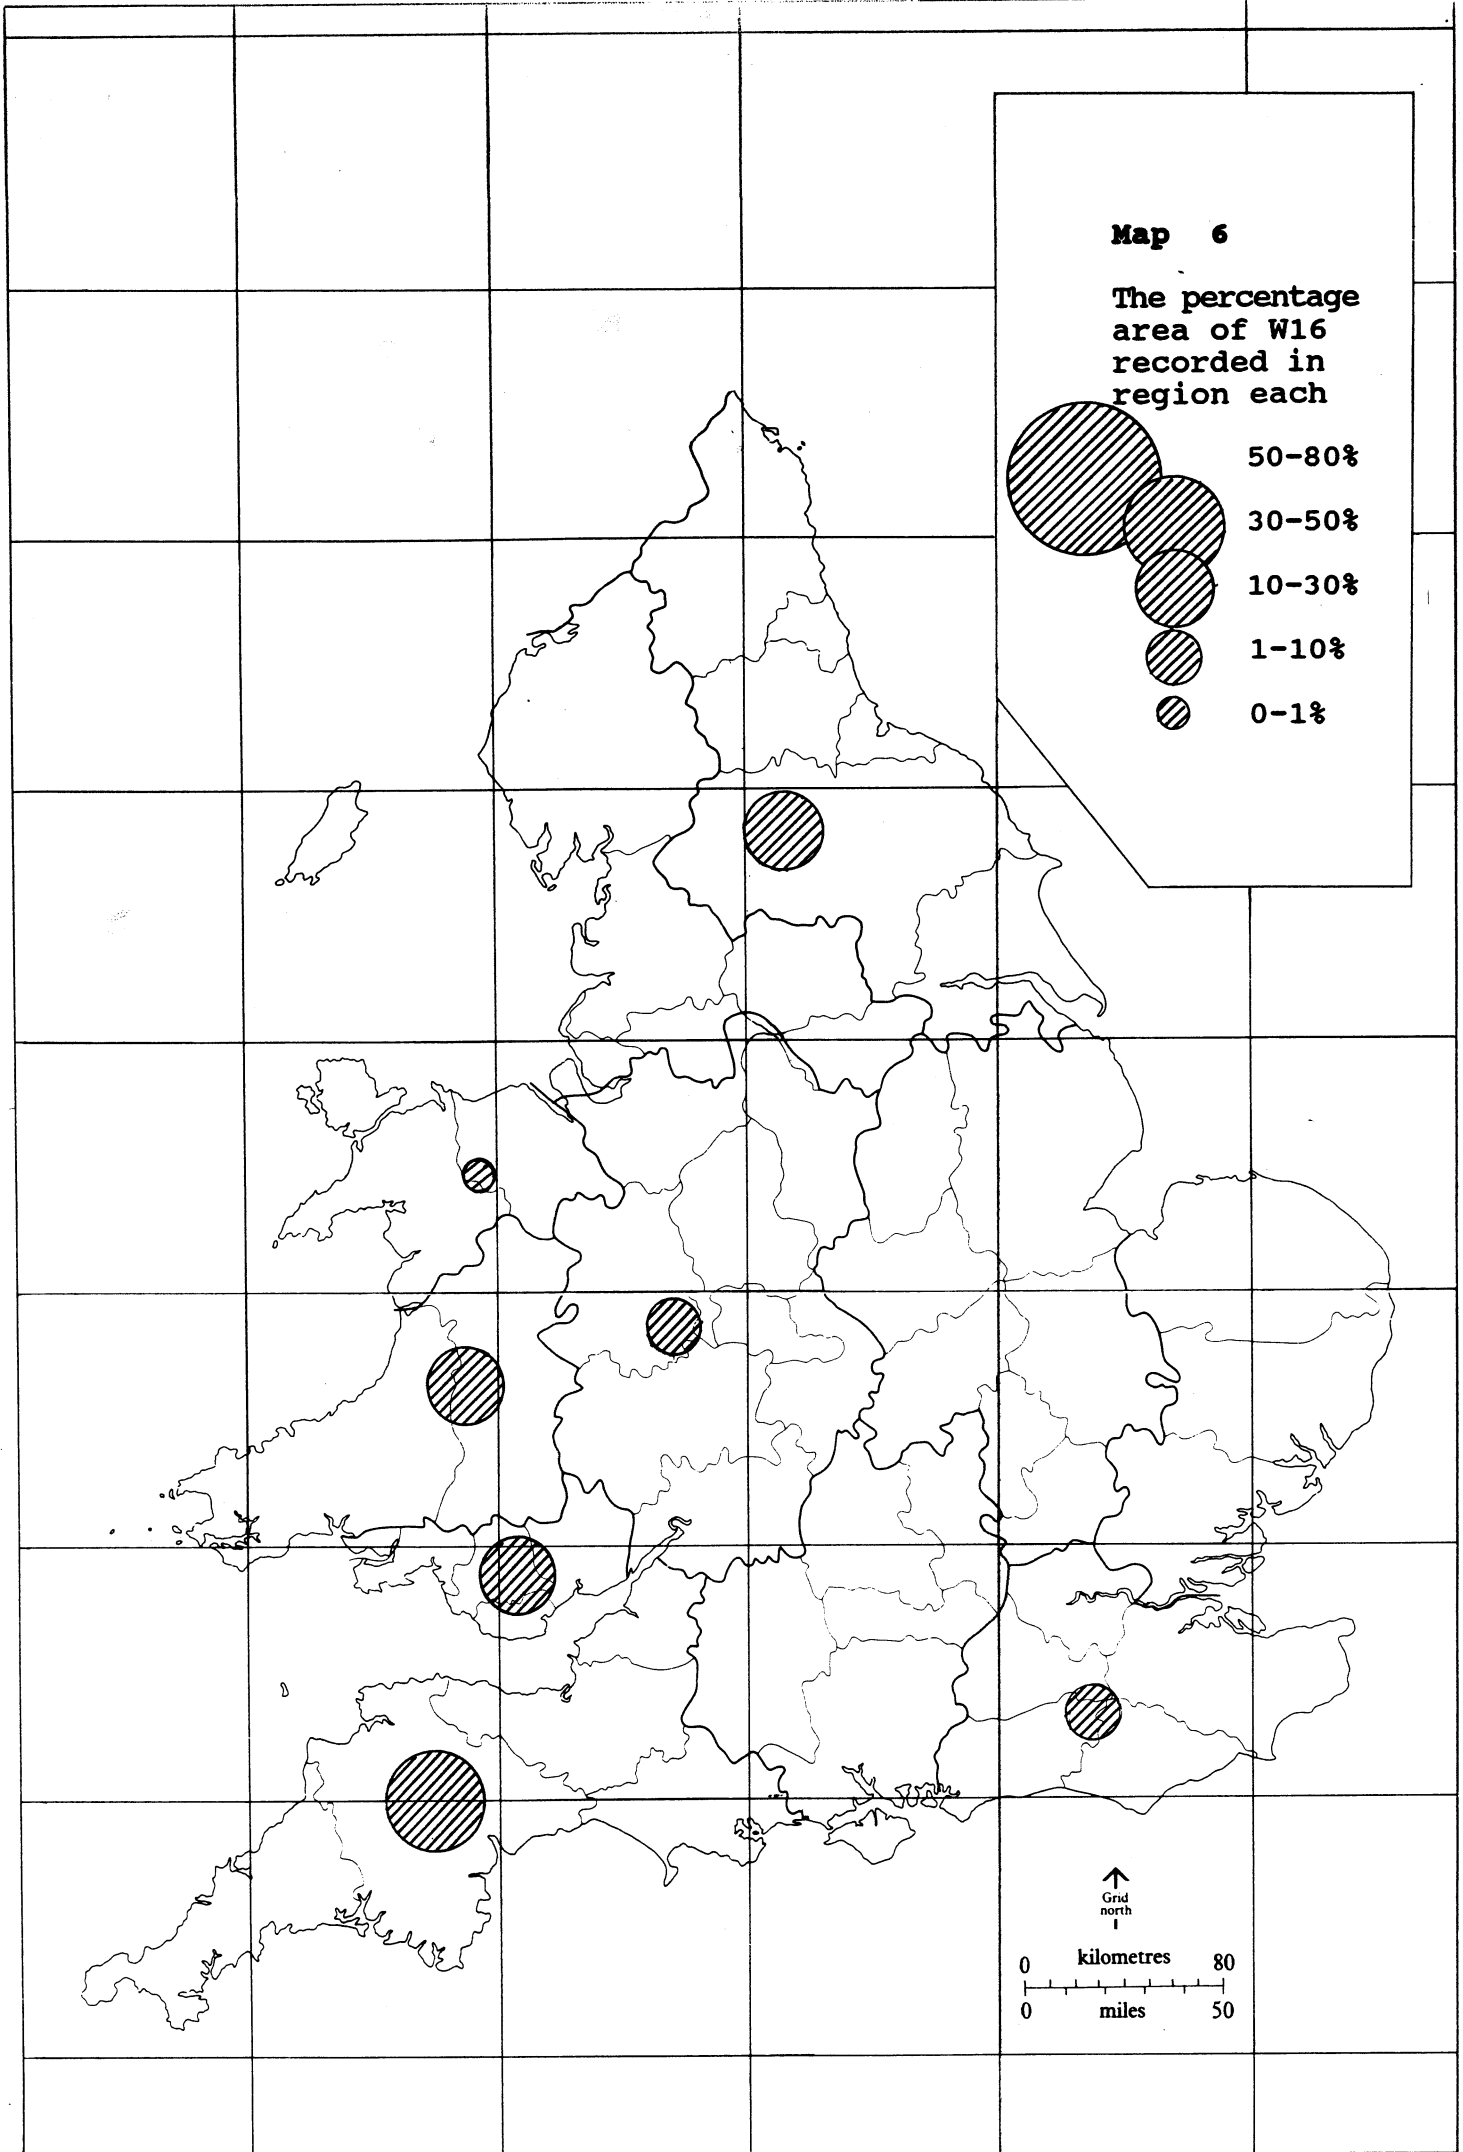 Map 6
The percentage
area of W16
recorded in
region each
50-80%
30-50%
10-30%
1-10%
0-1%
Grid
north
0 kilometres 80
0 miles 50